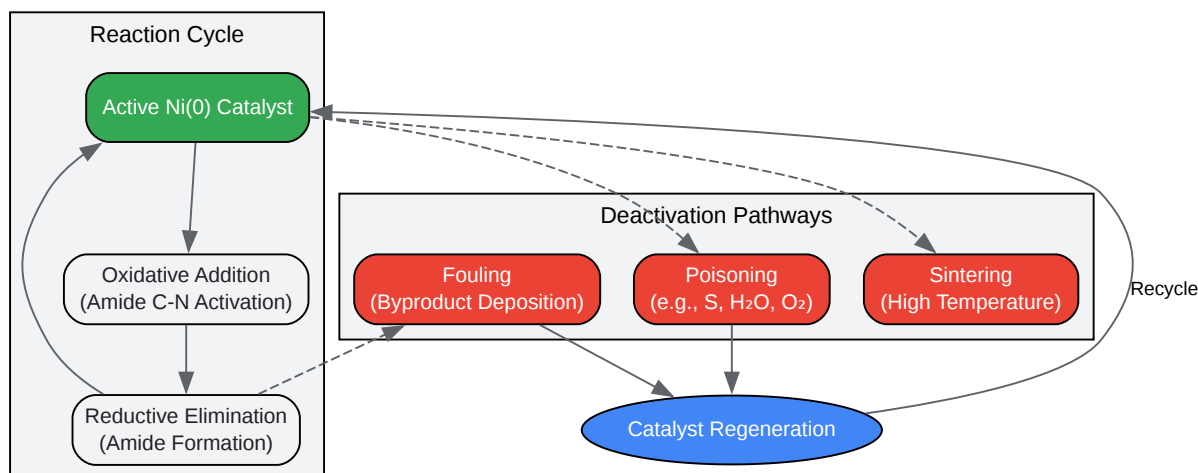 Reaction Cycle
Active Ni(0) Catalyst
Oxidative Addition
(Amide C-N Activation)
Reductive Elimination
(Amide Formation)
Deactivation Pathways
Fouling
(Byproduct Deposition)
Poisoning
(e.g., S, H₂O, O₂)
Sintering
(High Temperature)
Catalyst Regeneration
Recycle